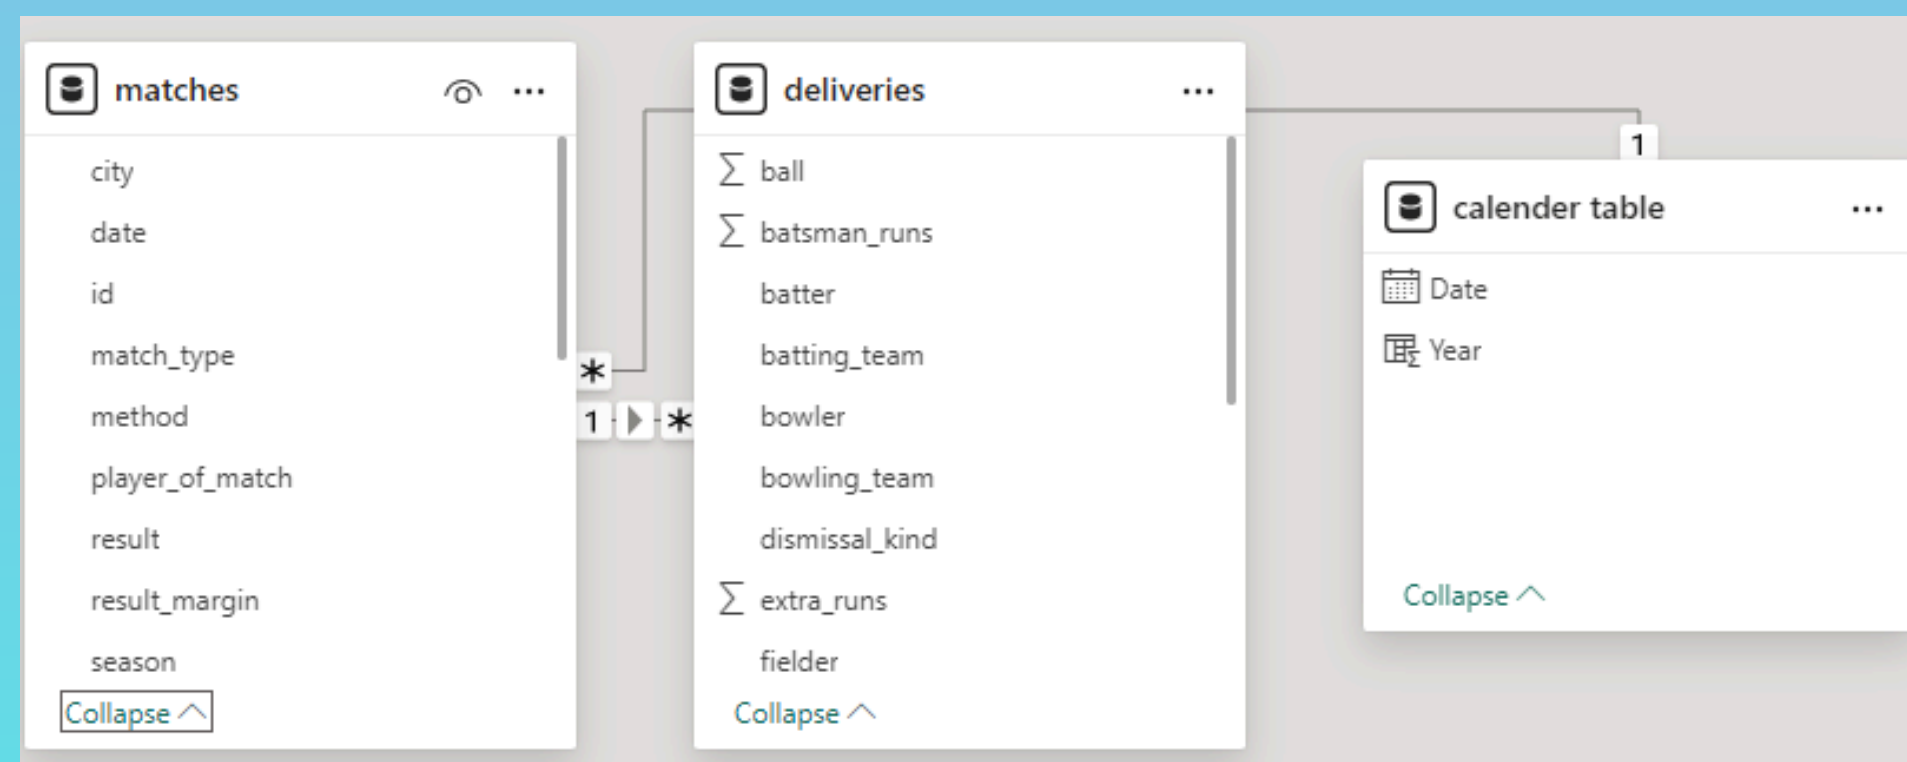 matches
city
date
id
match_type
method
player_of_match
result
result_margin
season
Collapse
*
1 *
deliveries
ball
batsman_runs
batter
batting_team
bowler
bowling_team
dismissal_kind
extra_runs
fielder
Collapse
1
calender table
Date
Year
Collapse